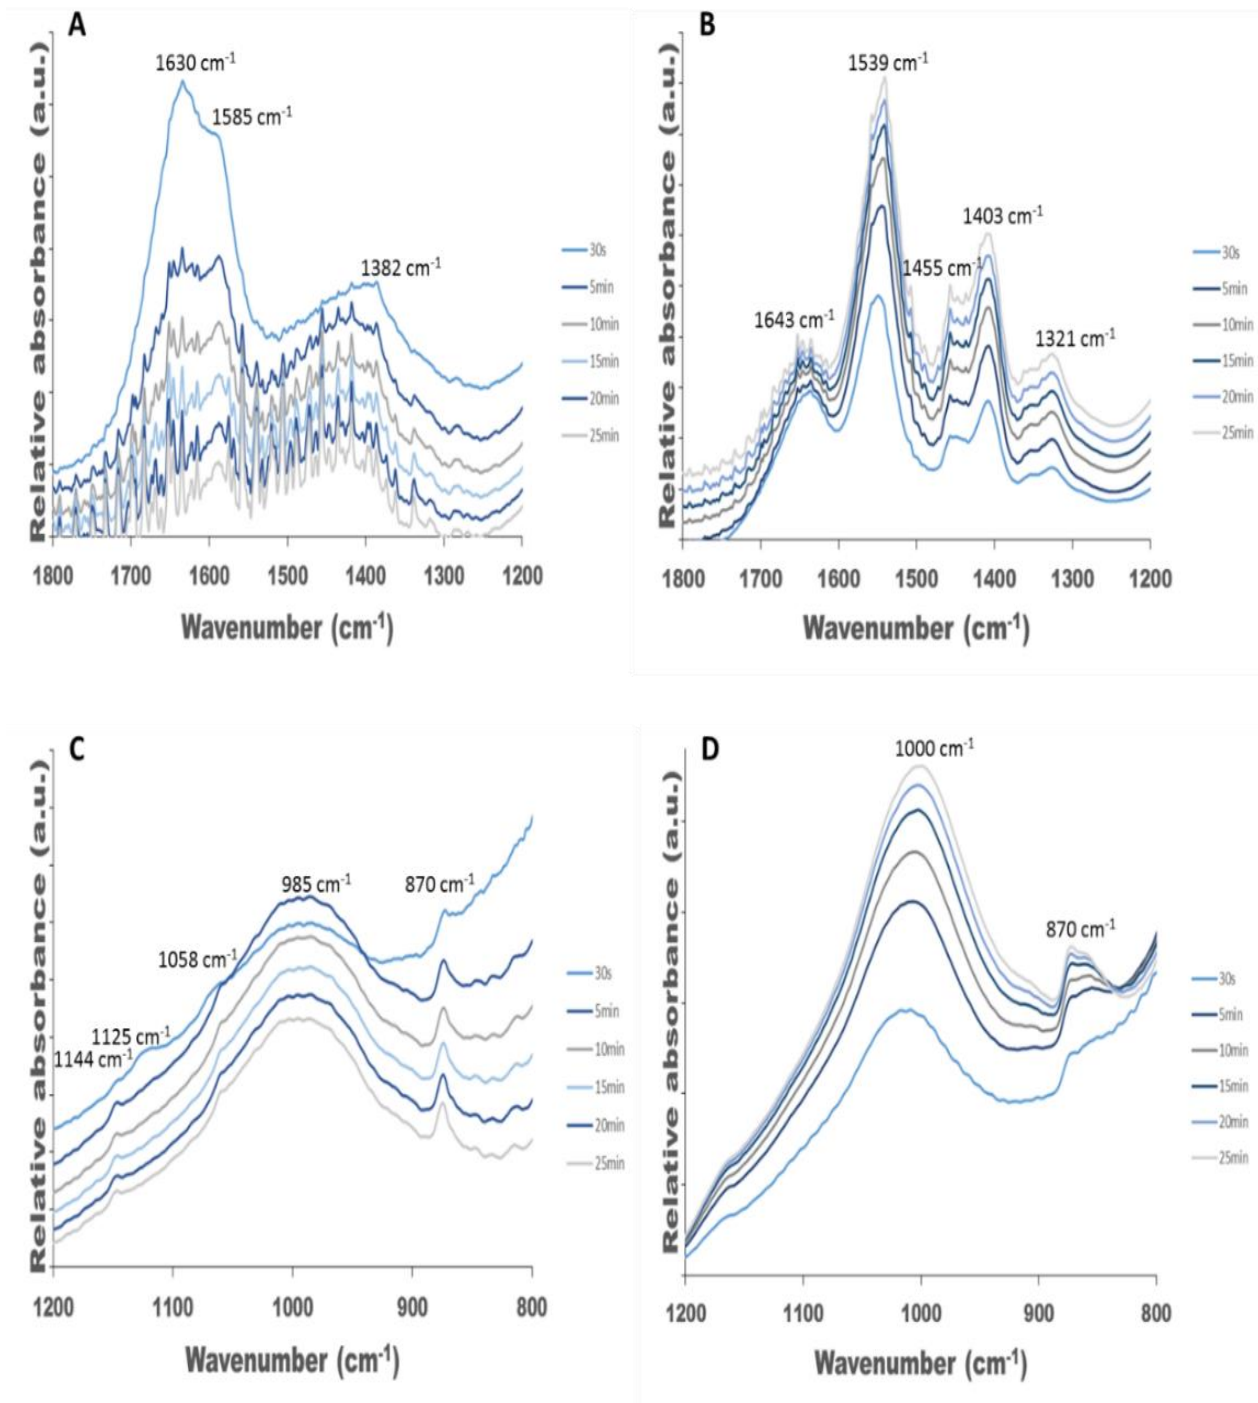 A
1630 cm-1
1585 cm-1
1382 cm-1
Relative absorbance (a.u.)
30s
5min
10min
15min
20min
25min
1800 1700 1600 1500 1400 1300 1200
Wavenumber (cm-1)
B
1539 cm-1
1403 cm-1
1455 cm-1
1643 cm-1
1321 cm-1
Relative absorbance (a.u.)
30s
5min
10min
15min
20min
25min
1800 1700 1600 1500 1400 1300 1200
Wavenumber (cm-1)
C
985 cm-1
870 cm-1
1058 cm-1
1125 cm-1
1144 cm-1
Relative absorbance (a.u.)
30s
5min
10min
15min
20min
25min
1200 1100 1000 900 800
Wavenumber (cm-1)
D
1000 cm-1
870 cm-1
Relative absorbance (a.u.)
30s
5min
10min
15min
20min
25min
1200 1100 1000 900 800
Wavenumber (cm-1)